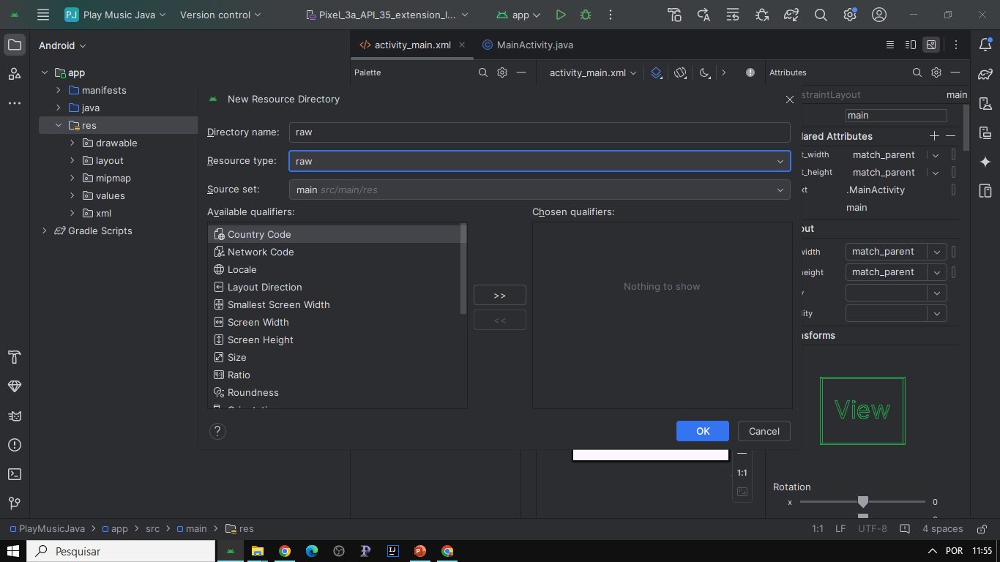 PJ Play Music Java Version control Pixel_3a_API_35_extension_l... app
Android
activity_main.xml MainActivity.java
Palette activity_main.xml Attributes
app
manifests
java
res
drawable
layout
mipmap
values
xml
Gradle Scripts
New Resource Directory
Directory name: raw
Resource type: raw
Source set: main src/main/res
Available qualifiers: Chosen qualifiers:
Country Code
Network Code
Locale
Layout Direction
Smallest Screen Width
Screen Width
Screen Height
Size
Ratio
Roundness
>>
<<
Nothing to show
? OK Cancel
straintLayout main
main
lared Attributes
t_width match_parent
t_height match_parent
xt .MainActivity
main
out
width match_parent
height match_parent
y
lity
nsforms
View
1:1
Rotation
x 0
PlayMusicJava app src main res 1:1 LF UTF-8 4 spaces
Pesquisar POR 11:55